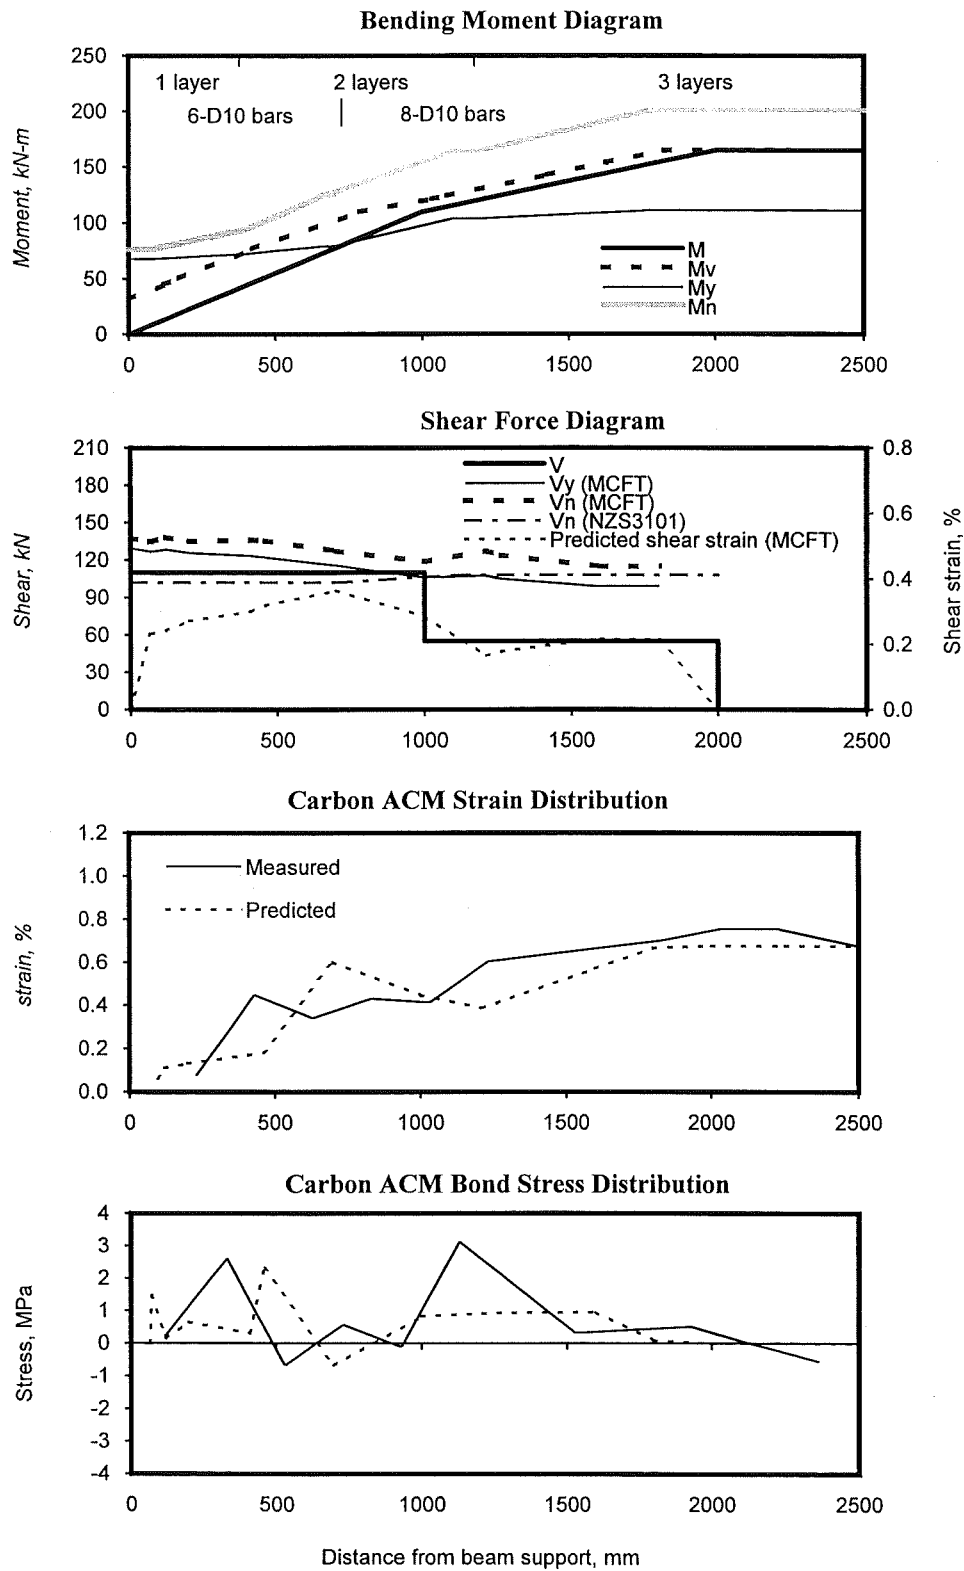 Bending Moment Diagram
250
200
150
100
50
0
Moment, kN-m
1 layer
2 layers
3 layers
6-D10 bars
8-D10 bars
M
Mv
My
Mn
0 500 1000 1500 2000 2500
Shear Force Diagram
210
180
150
120
90
60
30
0
Shear, kN
V
Vy (MCFT)
Vn (MCFT)
Vn (NZS3101)
Predicted shear strain (MCFT)
0.8
0.6
0.4
0.2
0.0
Shear strain, %
0 500 1000 1500 2000 2500
Carbon ACM Strain Distribution
1.2
1.0
0.8
0.6
0.4
0.2
0.0
strain, %
Measured
Predicted
0 500 1000 1500 2000 2500
Carbon ACM Bond Stress Distribution
4
3
2
1
0
-1
-2
-3
-4
Stress, MPa
0 500 1000 1500 2000 2500
Distance from beam support, mm